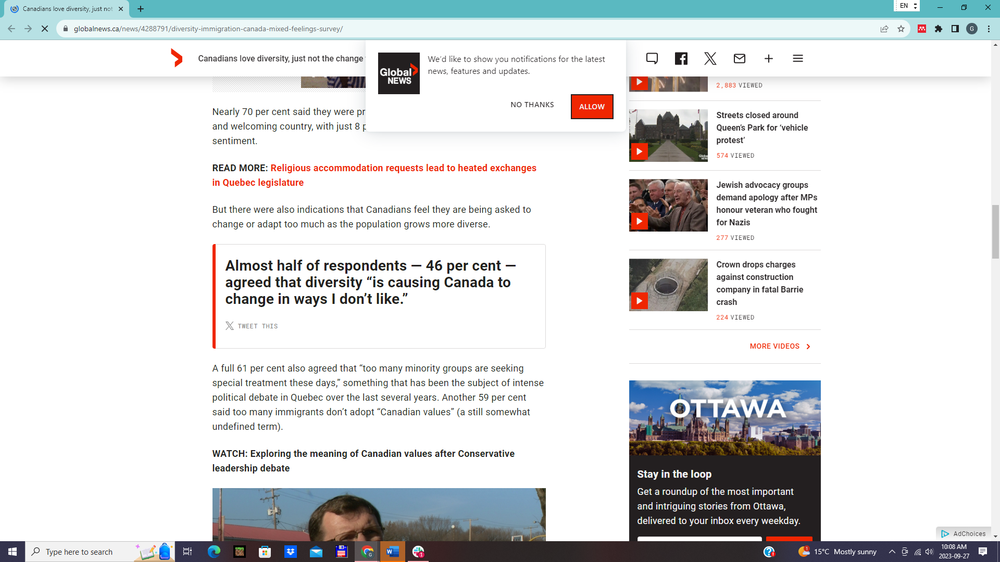 Canadians love diversity, just not
EN
globalnews.ca/news/4288791/diversity-immigration-canada-mixed-feelings-survey/
G
Canadians love diversity, just not the change
Global
NEWS
We'd like to show you notifications for the latest
news, features and updates.
NO THANKS
ALLOW
Nearly 70 per cent said they were
and welcoming country, with just 8
sentiment.
READ MORE: Religious accommodation requests lead to heated exchanges
in Quebec legislature
But there were also indications that Canadians feel they are being asked to
change or adapt too much as the population grows more diverse.
Almost half of respondents — 46 per cent —
agreed that diversity “is causing Canada to
change in ways I don’t like.”
TWEET THIS
A full 61 per cent also agreed that “too many minority groups are seeking
special treatment these days,” something that has been the subject of intense
political debate in Quebec over the last several years. Another 59 per cent
said too many immigrants don’t adopt “Canadian values” (a still somewhat
undefined term).
WATCH: Exploring the meaning of Canadian values after Conservative
leadership debate
2,883 VIEWED
Streets closed around
Queen’s Park for ‘vehicle
protest’
574 VIEWED
Jewish advocacy groups
demand apology after MPs
honour veteran who fought
for Nazis
277 VIEWED
Crown drops charges
against construction
company in fatal Barrie
crash
224 VIEWED
MORE VIDEOS
OTTAWA
Stay in the loop
Get a roundup of the most important
and intriguing stories from Ottawa,
delivered to your inbox every weekday.
AdChoices
Type here to search
15°C Mostly sunny
10:08 AM
2023-09-27